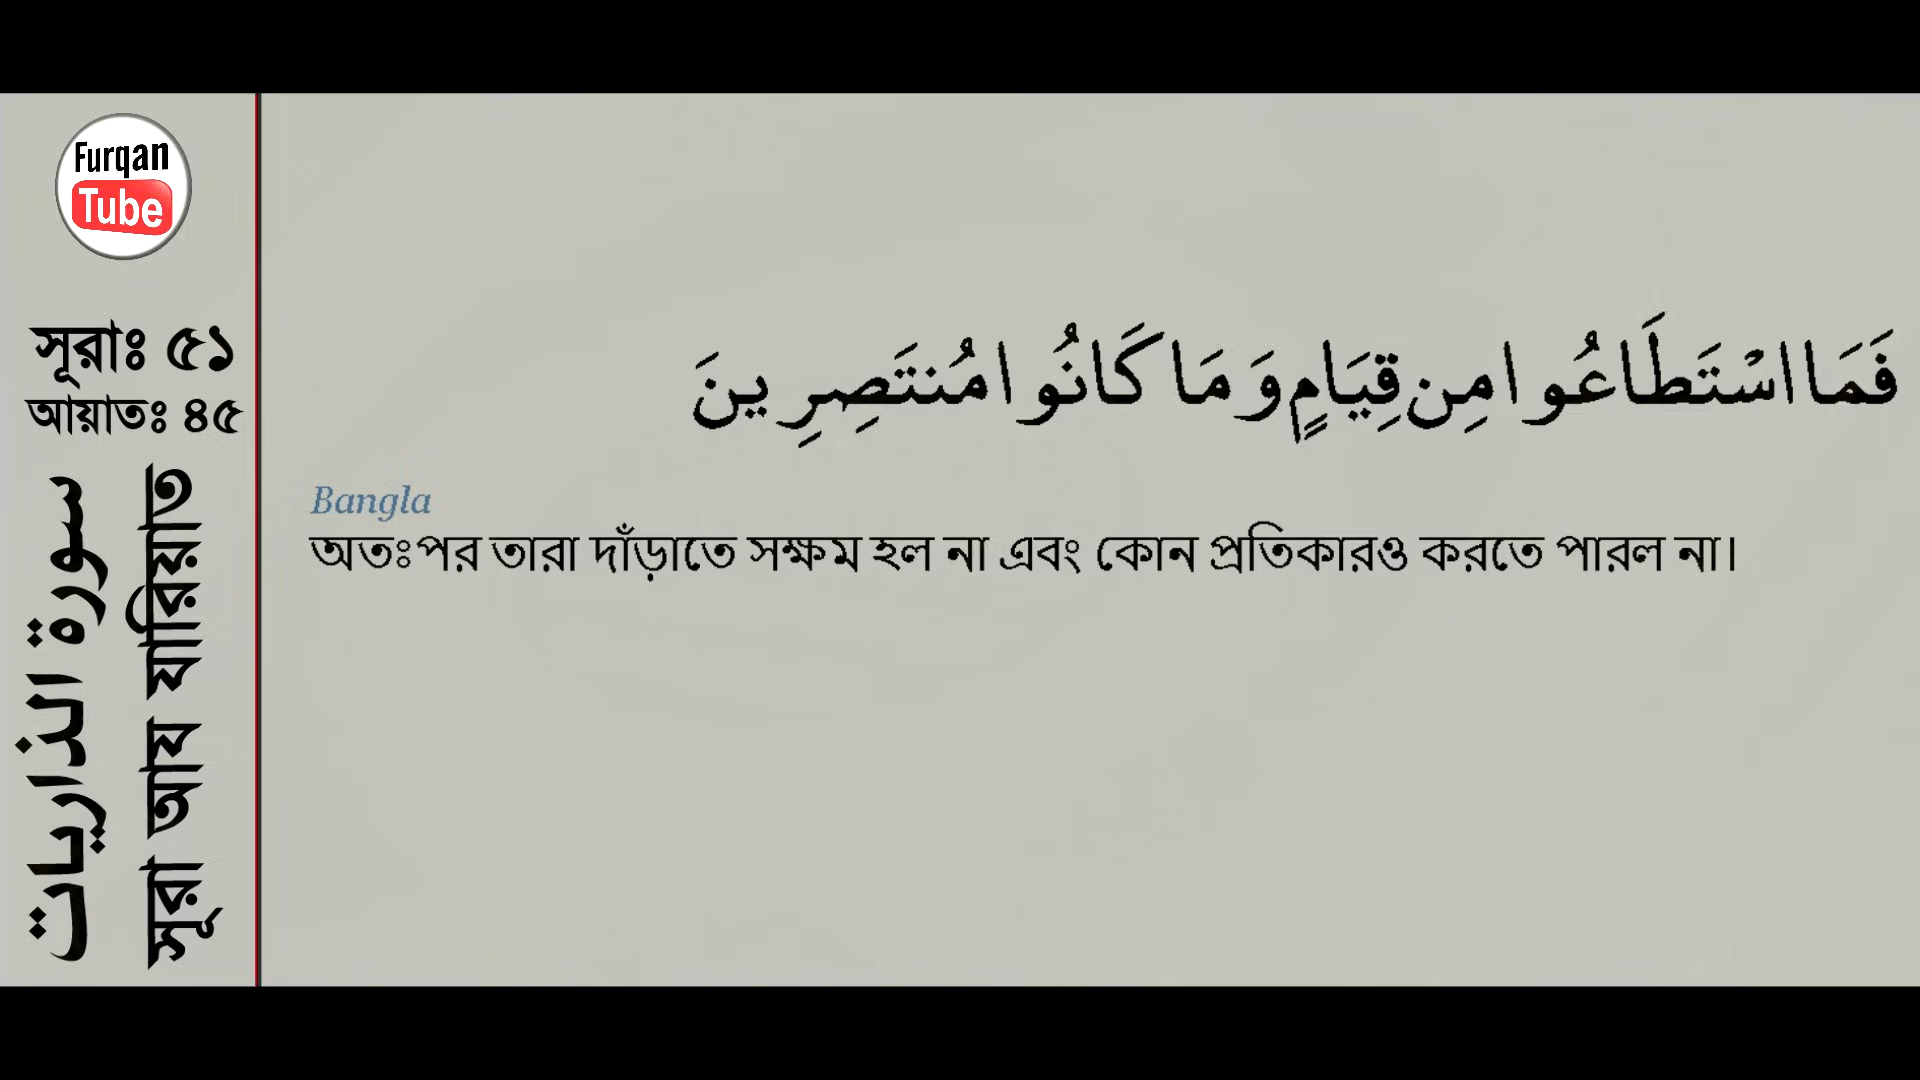 Furqan
Tube
সূরাঃ ৫১
আয়াতঃ ৪৫
سورة الذاريات
সূরা আয যারিয়াত
فَمَا اسْتَطَاعُوا مِن قِيَامٍ وَمَا كَانُوا مُنتَصِرِينَ
Bangla
অতঃপর তারা দাঁড়াতে সক্ষম হল না এবং কোন প্রতিকারও করতে পারল না।